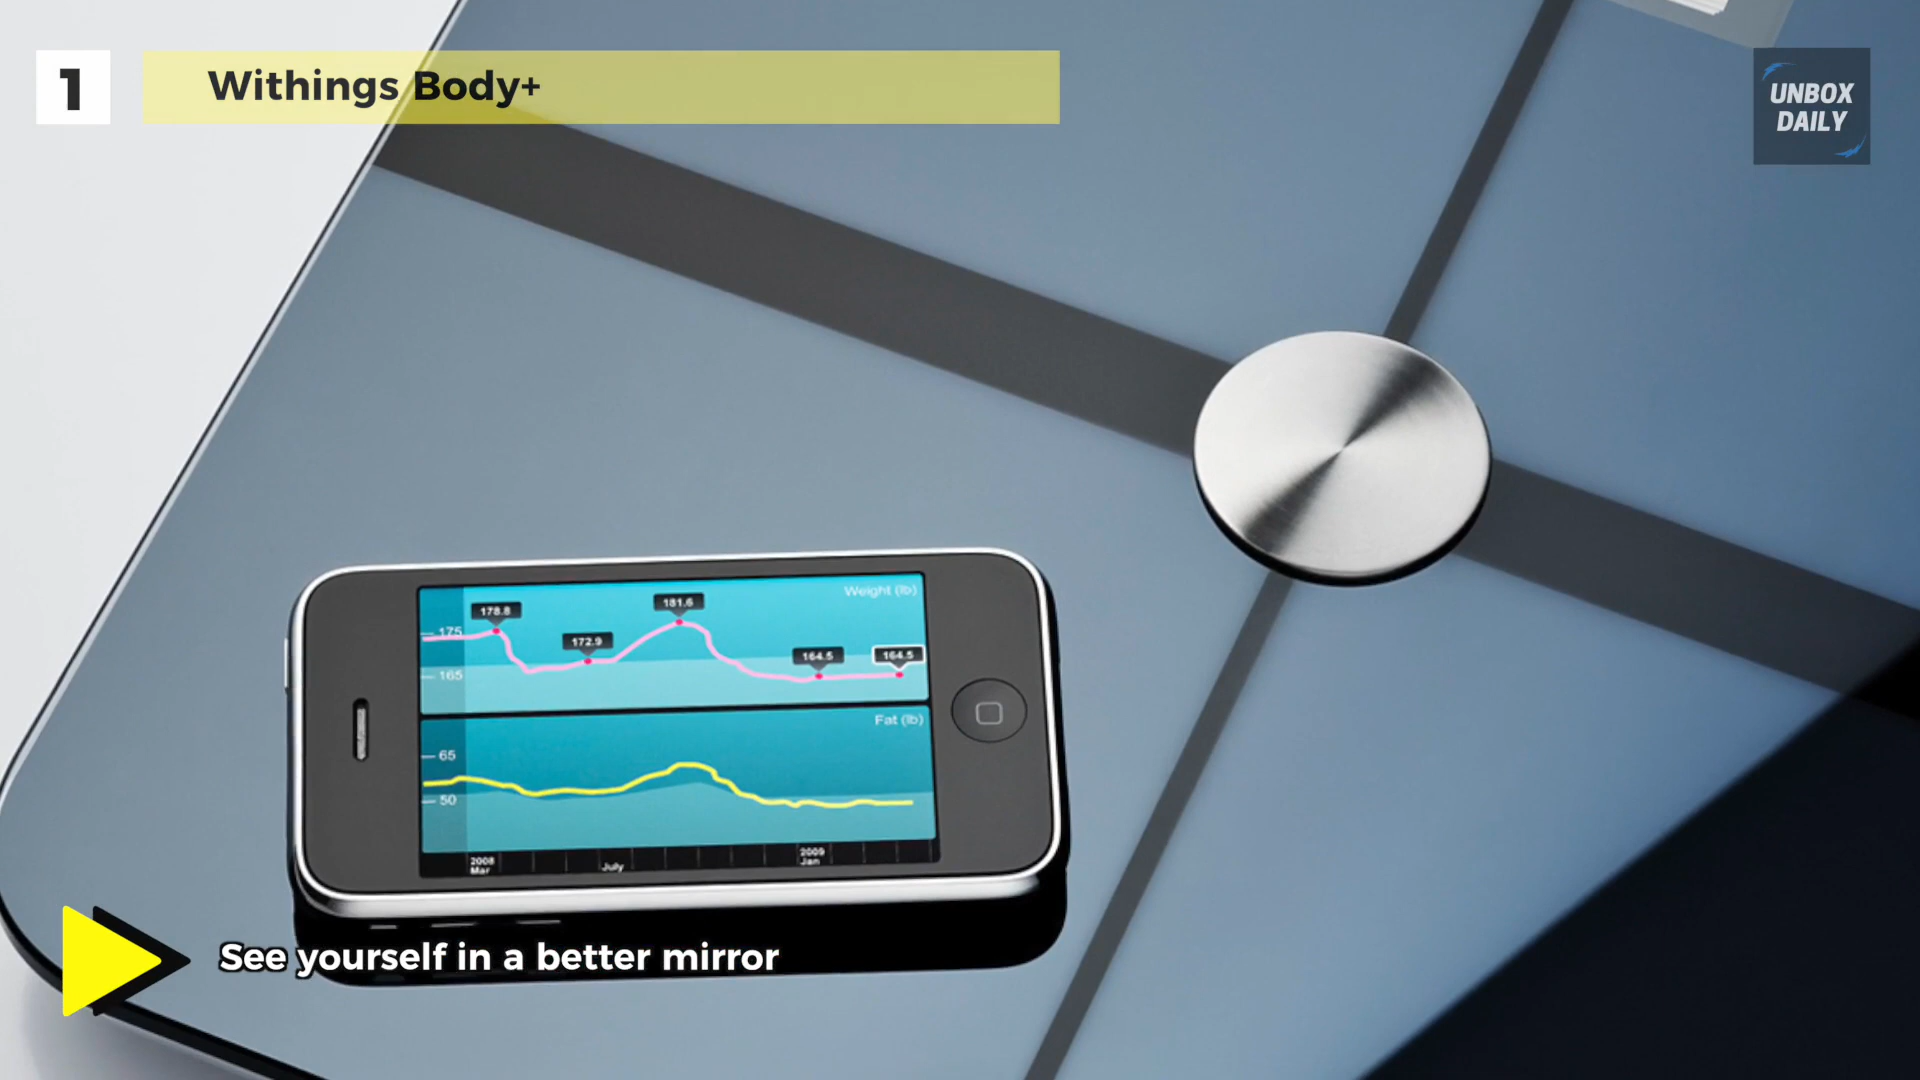 1
Withings Body+
UNBOX
DAILY
Weight (lb)
178.8
181.6
172.9
164.5
164.5
175
165
Fat (lb)
65
50
2008
Mar
July
2009
Jan
See yourself in a better mirror